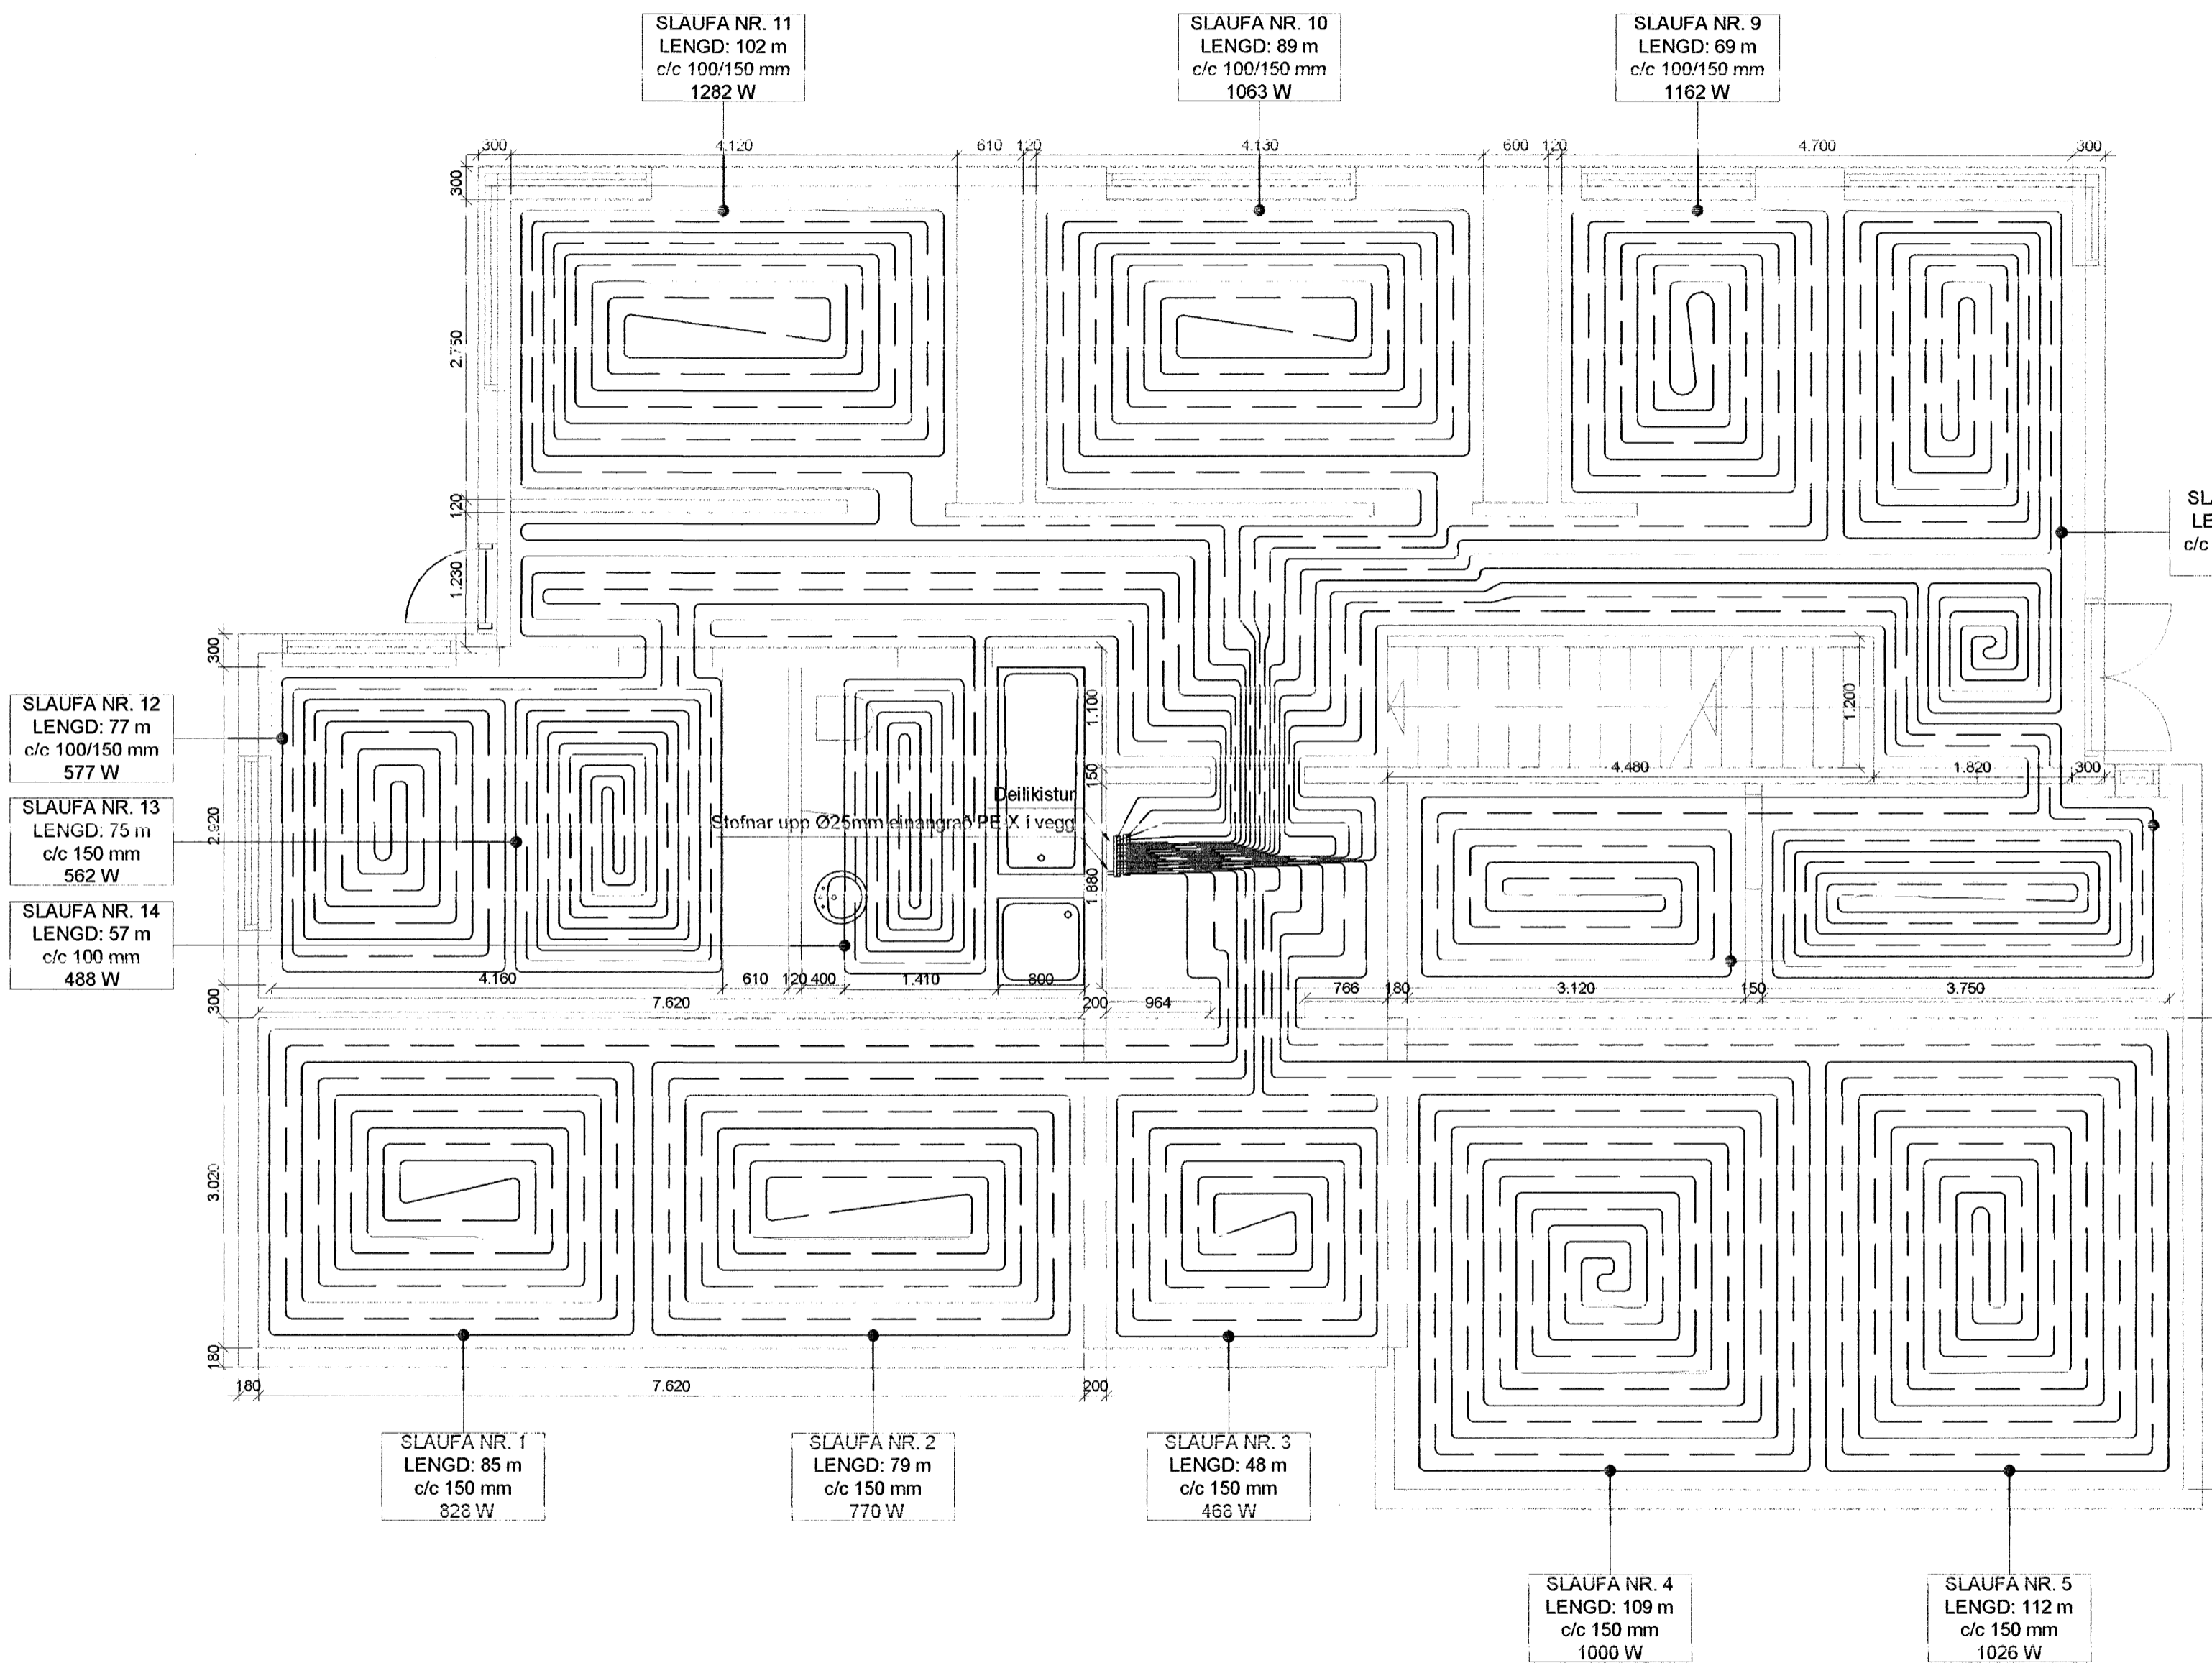 SLAUFA NR. 11
LENGD: 102 m
c/c 100/150 mm
1282 W
SLAUFA NR. 10
LENGD: 89 m
c/c 100/150 mm
1063 W
SLAUFA NR. 9
LENGD: 69 m
c/c 100/150 mm
1162 W
300 4.120 610 120 4.130 600 120 4.700 300
300
2.750
120
1.230
300
SL
LE
c/c
SLAUFA NR. 12
LENGD: 77 m
c/c 100/150 mm
577 W
SLAUFA NR. 13
LENGD: 75 m
c/c 150 mm
562 W
SLAUFA NR. 14
LENGD: 57 m
c/c 100 mm
488 W
2.920
300
1.100
150
1.880
1.200
4.480 1.820 300
Deilikistur
Stofnar upp Ø25mm einangrað PE-X í vegg
4.160 610 120 400 1.410 800
7.620 200 964 766 180 3.120 150 3.750
3.020
180
180 7.620 200
SLAUFA NR. 1
LENGD: 85 m
c/c 150 mm
828 W
SLAUFA NR. 2
LENGD: 79 m
c/c 150 mm
770 W
SLAUFA NR. 3
LENGD: 48 m
c/c 150 mm
468 W
SLAUFA NR. 4
LENGD: 109 m
c/c 150 mm
1000 W
SLAUFA NR. 5
LENGD: 112 m
c/c 150 mm
1026 W